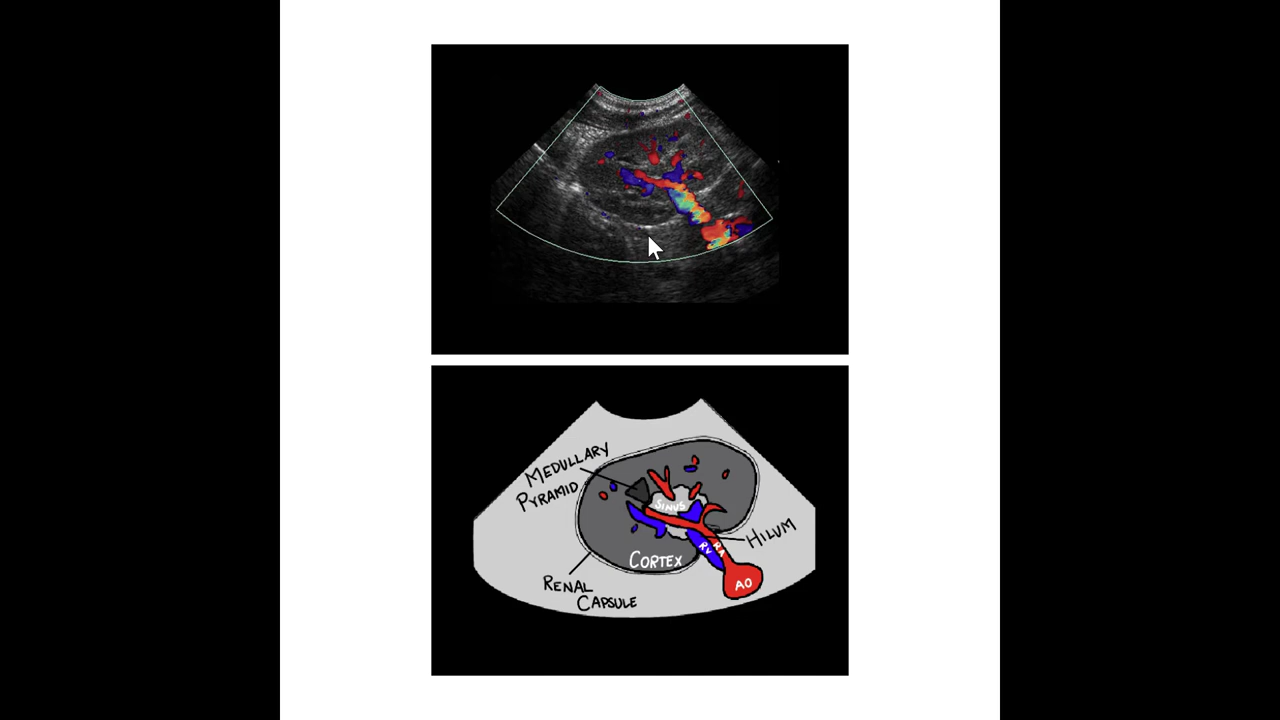 MEDULLARY
PYRAMID
SINUS
HILUM
RV
RA
CORTEX
AO
RENAL
CAPSULE